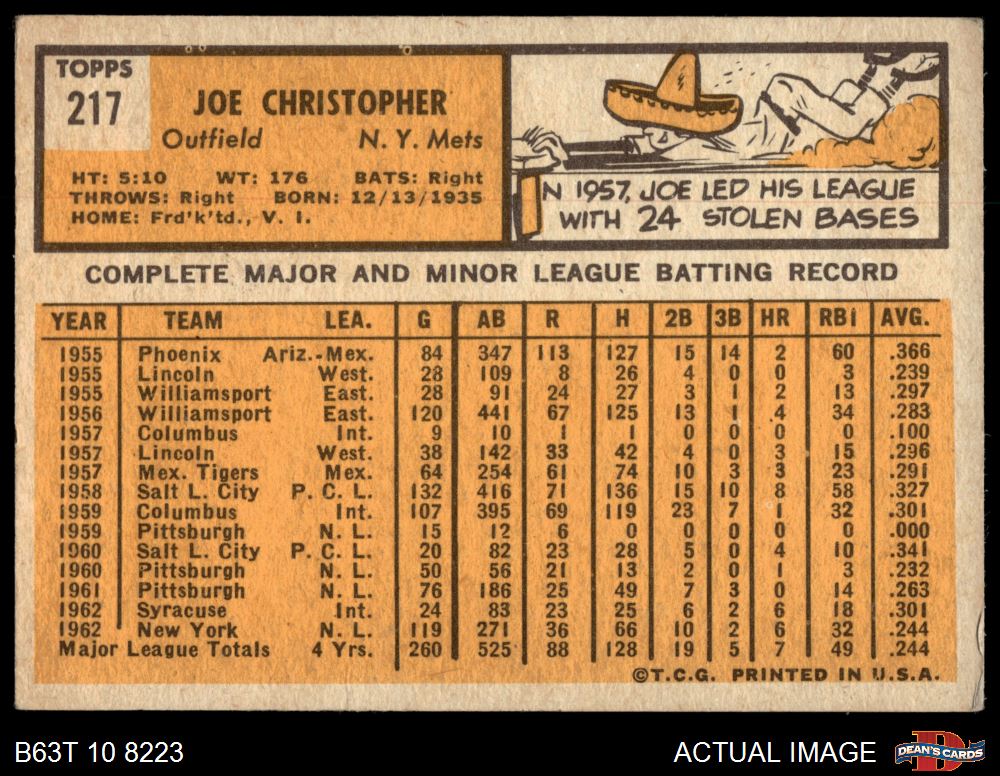 TOPPS
217
JOE CHRISTOPHER
Outfield N. Y. Mets
HT: 5:10 WT: 176 BATS: Right
THROWS: Right BORN: 12/13/1935
HOME: Frd'k'td., V. I.
IN 1957, JOE LED HIS LEAGUE
WITH 24 STOLEN BASES
COMPLETE MAJOR AND MINOR LEAGUE BATTING RECORD
YEAR TEAM LEA. G AB R H 2B 3B HR RBI AVG.
1955 Phoenix Ariz.-Mex. 84 347 113 127 15 14 2 60 .366
1955 Lincoln West. 28 109 8 26 4 0 0 3 .239
1955 Williamsport East. 28 91 24 27 3 1 2 13 .297
1956 Williamsport East. 120 441 67 125 13 1 4 34 .283
1957 Columbus Int. 9 10 1 1 0 0 0 0 .100
1957 Lincoln West. 38 142 33 42 4 0 3 15 .296
1957 Mex. Tigers Mex. 64 254 61 74 10 3 3 23 .291
1958 Salt L. City P. C. L. 132 416 71 136 15 10 8 58 .327
1959 Columbus Int. 107 395 69 119 23 7 1 32 .301
1959 Pittsburgh N. L. 15 12 6 0 0 0 0 0 .000
1960 Salt L. City P. C. L. 20 82 23 28 5 0 4 10 .341
1960 Pittsburgh N. L. 50 56 21 13 2 0 1 3 .232
1961 Pittsburgh N. L. 76 186 25 49 7 3 0 14 .263
1962 Syracuse Int. 24 83 23 25 6 2 6 18 .301
1962 New York N. L. 119 271 36 66 10 2 6 32 .244
Major League Totals 4 Yrs. 260 525 88 128 19 5 7 49 .244
©T.C.G. PRINTED IN U.S.A.
B63T 10 8223 ACTUAL IMAGE DEAN'S CARDS